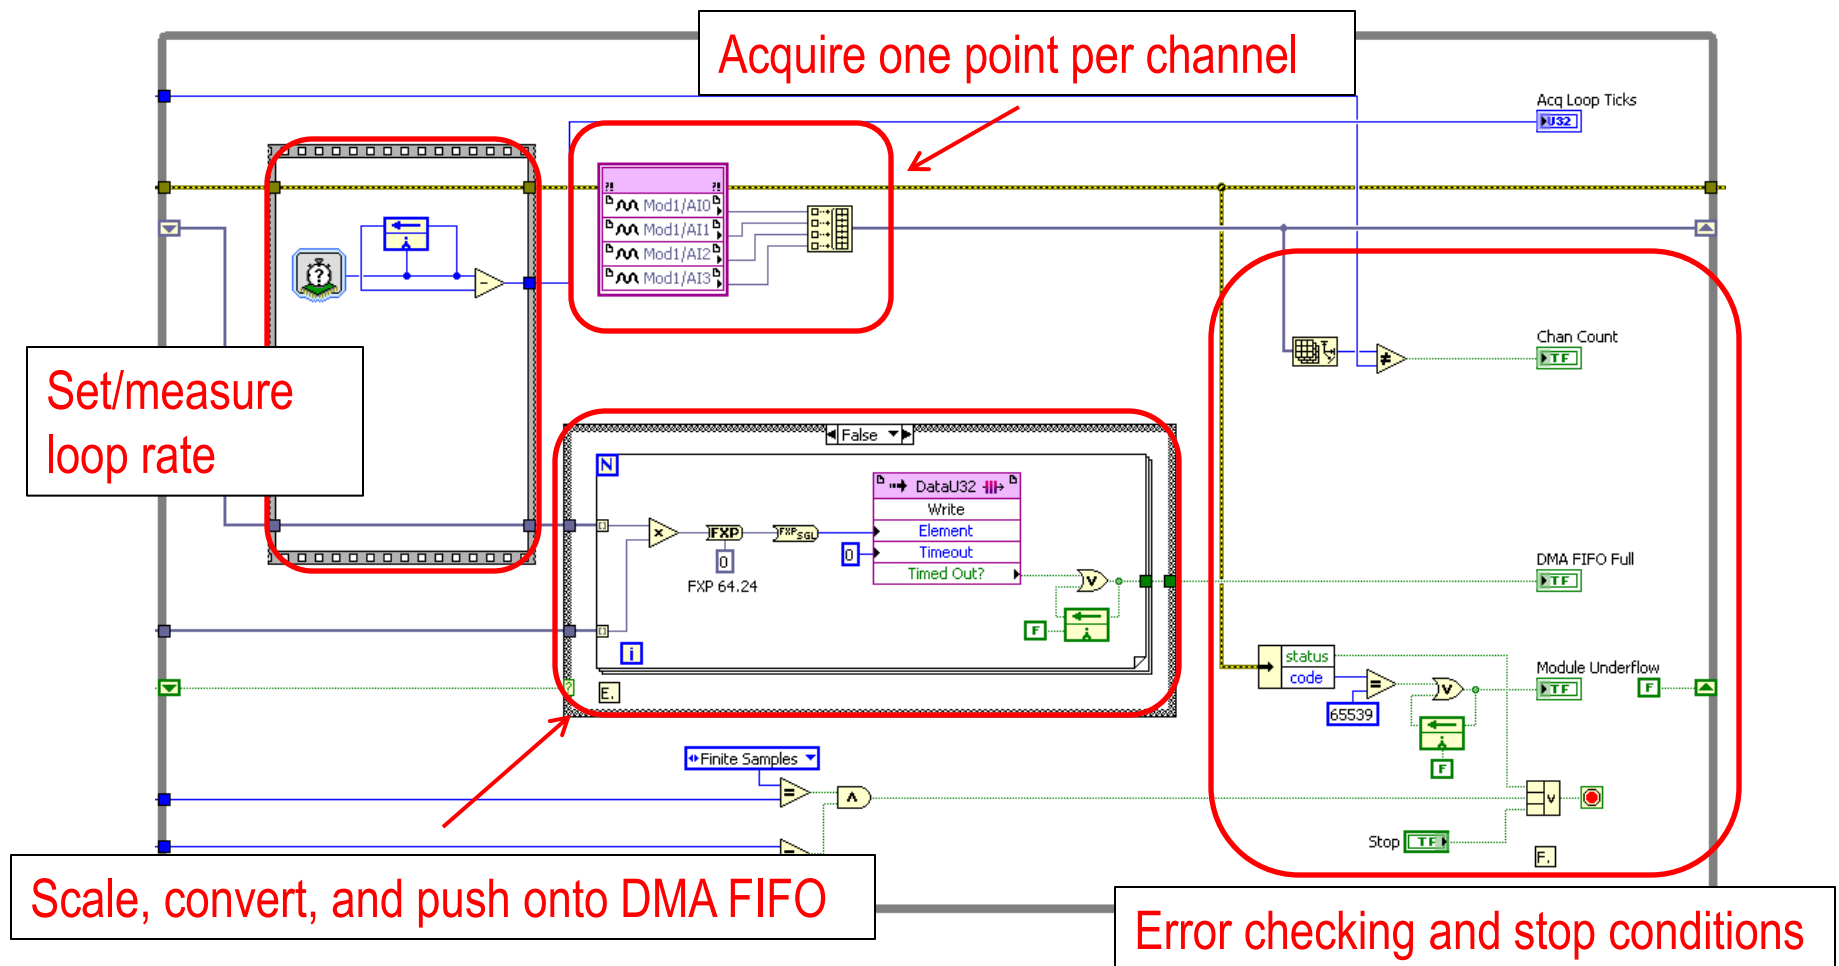 Acquire one point per channel
Acq Loop Ticks
U32
?!
?!
Mod1/AI0
Mod1/AI1
Mod1/AI2
Mod1/AI3
?
-
Chan Count
TF
≠
Set/measure
loop rate
False
N
DataU32
Write
Element
Timeout
Timed Out?
x
FXP
FXP SGL
0
0
FXP 64.24
V
F
i
?
E.
DMA FIFO Full
TF
status
code
=
65539
V
F
Module Underflow
TF
F
Finite Samples
=
Λ
V
Stop
TF
F.
Scale, convert, and push onto DMA FIFO
Error checking and stop conditions